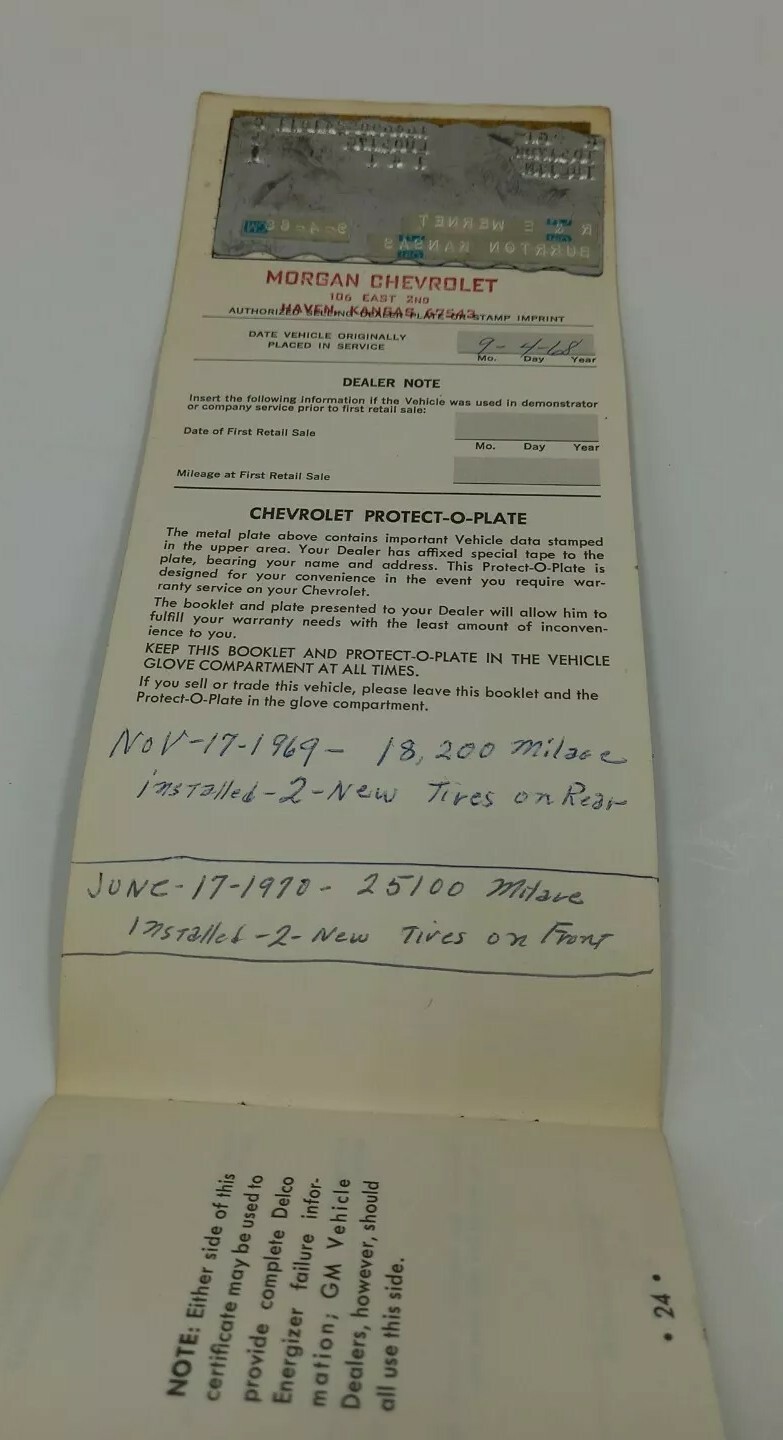 R & E WERNET 9-4-68
BURRTON KANSAS
MORGAN CHEVROLET
106 EAST 2ND
HAVEN, KANSAS 67543
AUTHORIZED SELLING DEALER PLATE OR STAMP IMPRINT
DATE VEHICLE ORIGINALLY
PLACED IN SERVICE
9-4-68
Mo. Day Year
DEALER NOTE
Insert the following information if the Vehicle was used in demonstrator
or company service prior to first retail sale:
Date of First Retail Sale
Mo. Day Year
Mileage at First Retail Sale
CHEVROLET PROTECT-O-PLATE
The metal plate above contains important Vehicle data stamped
in the upper area. Your Dealer has affixed special tape to the
plate, bearing your name and address. This Protect-O-Plate is
designed for your convenience in the event you require war-
ranty service on your Chevrolet.
The booklet and plate presented to your Dealer will allow him to
fulfill your warranty needs with the least amount of inconven-
ience to you.
KEEP THIS BOOKLET AND PROTECT-O-PLATE IN THE VEHICLE
GLOVE COMPARTMENT AT ALL TIMES.
If you sell or trade this vehicle, please leave this booklet and the
Protect-O-Plate in the glove compartment.
NOV-17-1969- 18,200 Milage
installed-2-New Tires on Rear
JUNE-17-1970- 25100 Milage
Installed-2-New Tires on Front
NOTE: Either side of this
certificate may be used to
provide complete Delco
Energizer failure infor-
mation; GM Vehicle
Dealers, however, should
all use this side.
• 24 •